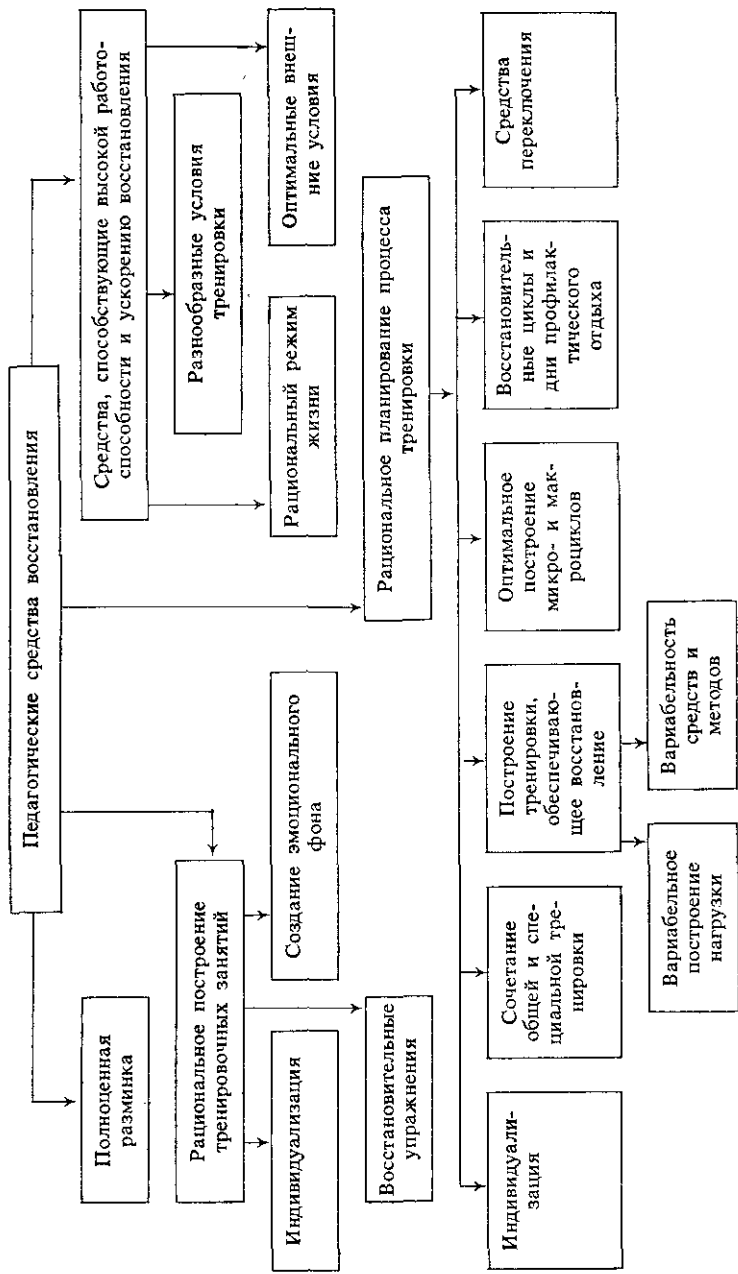 Педагогические средства восстановления
Полноценная
разминка
Средства, способствующие высокой работо-
способности и ускорению восстановления
Рациональное построение
тренировочных занятий
Разнообразные условия
тренировки
Индивидуализация
Создание эмоционального
фона
Рациональный режим
жизни
Оптимальные внеш-
ние условия
Восстановительные
упражнения
Рациональное планирование процесса
тренировки
Индивидуали-
зация
Сочетание
общей и спе-
циальной тре-
нировки
Построение
тренировки,
обеспечиваю-
щее восстанов-
ление
Оптимальное
построение
микро- и мак-
роциклов
Восстановитель-
ные циклы и
дни профилак-
тического
отдыха
Средства
переключения
Вариабельное
построение
нагрузки
Вариабельность
средств и
методов